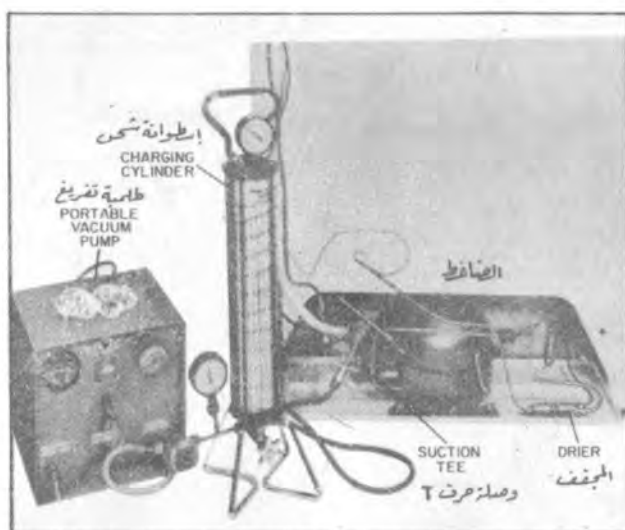 إسطوانة شحن
CHARGING
CYLINDER
طلمبة تفريغ
PORTABLE
VACUUM
PUMP
الضاغط
SUCTION
TEE
وصلة حرف T
DRIER
المجفف